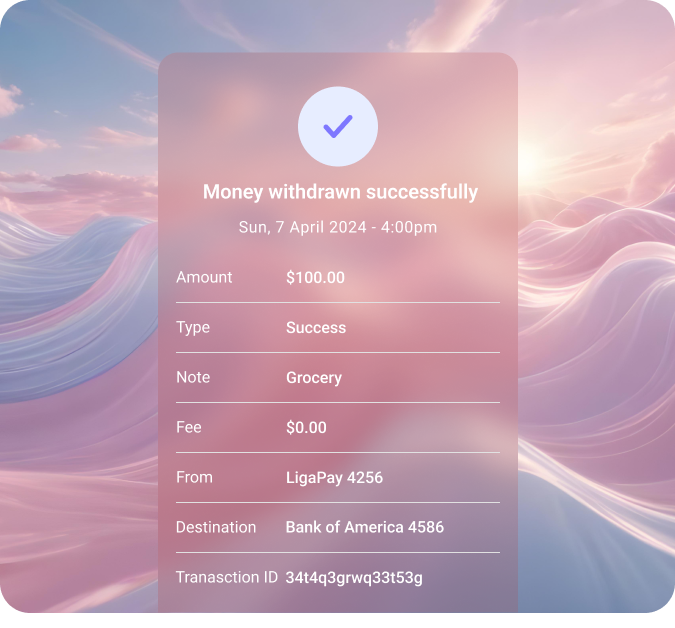 Money withdrawn successfully
Sun, 7 April 2024 - 4:00pm
Amount $100.00
Type Success
Note Grocery
Fee $0.00
From LigaPay 4256
Destination Bank of America 4586
Tranasction ID 34t4q3grwq33t53g